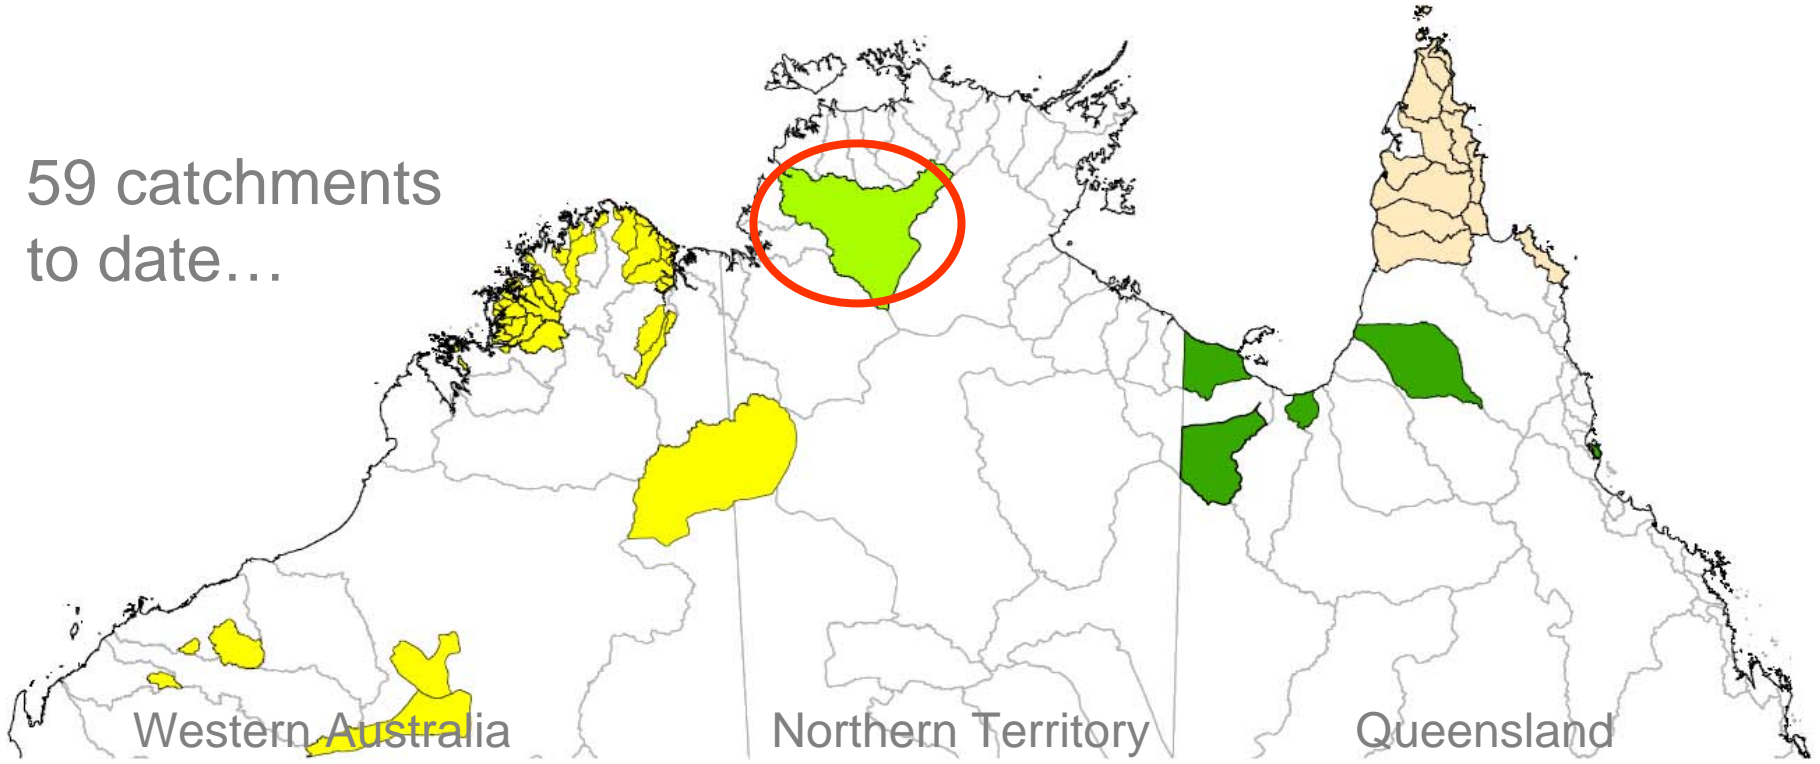 59 catchments
to date…
Western Australia
Northern Territory
Queensland